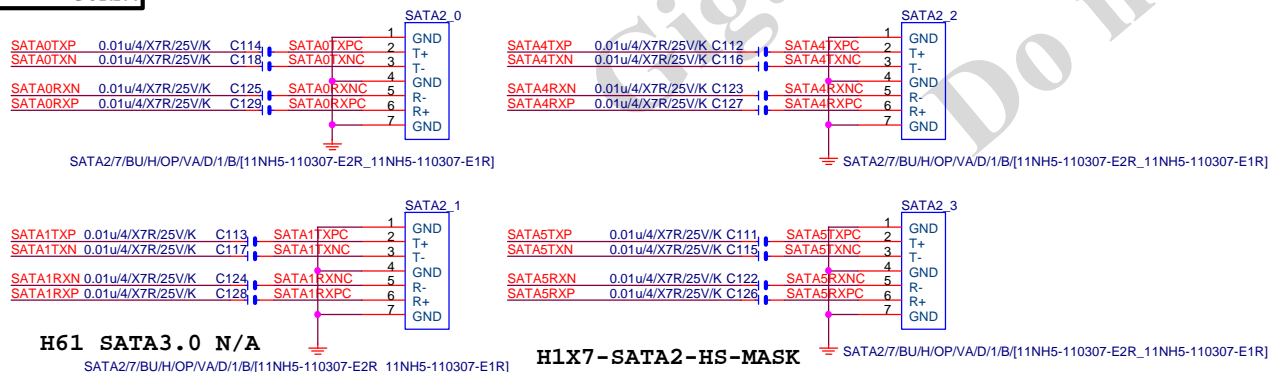 SATA2_0
1 GND
SATA0TXP 0.01u/4/X7R/25V/K C114 SATA0TXPC 2 T+
SATA0TXN C118 SATA0TXNC 3 T-
4 GND
SATA0RXN 0.01u/4/X7R/25V/K C125 SATA0RXNC 5 R-
SATA0RXP 0.01u/4/X7R/25V/K C129 SATA0RXPC 6 R+
7 GND
SATA2/7/BU/H/OP/VA/D/1/B/[11NH5-110307-E2R_11NH5-110307-E1R]
SATA2_2
1 GND
SATA4TXP 0.01u/4/X7R/25V/K C112 SATA4TXPC 2 T+
SATA4TXN 0.01u/4/X7R/25V/K C116 SATA4TXNC 3 T-
4 GND
SATA4RXN 0.01u/4/X7R/25V/K C123 SATA4RXNC 5 R-
SATA4RXP 0.01u/4/X7R/25V/K C127 SATA4RXPC 6 R+
7 GND
SATA2/7/BU/H/OP/VA/D/1/B/[11NH5-110307-E2R_11NH5-110307-E1R]
SATA2_1
1 GND
SATA1TXP 0.01u/4/X7R/25V/K C113 SATA1TXPC 2 T+
SATA1TXN 0.01u/4/X7R/25V/K C117 SATA1TXNC 3 T-
4 GND
SATA1RXN 0.01u/4/X7R/25V/K C124 SATA1RXNC 5 R-
SATA1RXP 0.01u/4/X7R/25V/K C128 SATA1RXPC 6 R+
7 GND
H61 SATA3.0 N/A
SATA2/7/BU/H/OP/VA/D/1/B/[11NH5-110307-E2R_11NH5-110307-E1R]
SATA2_3
1 GND
SATA5TXP 0.01u/4/X7R/25V/K C111 SATA5TXPC 2 T+
SATA5TXN 0.01u/4/X7R/25V/K C115 SATA5TXNC 3 T-
4 GND
SATA5RXN 0.01u/4/X7R/25V/K C122 SATA5RXNC 5 R-
SATA5RXP 0.01u/4/X7R/25V/K C126 SATA5RXPC 6 R+
7 GND
H1X7-SATA2-HS-MASK
SATA2/7/BU/H/OP/VA/D/1/B/[11NH5-110307-E2R_11NH5-110307-E1R]
Do